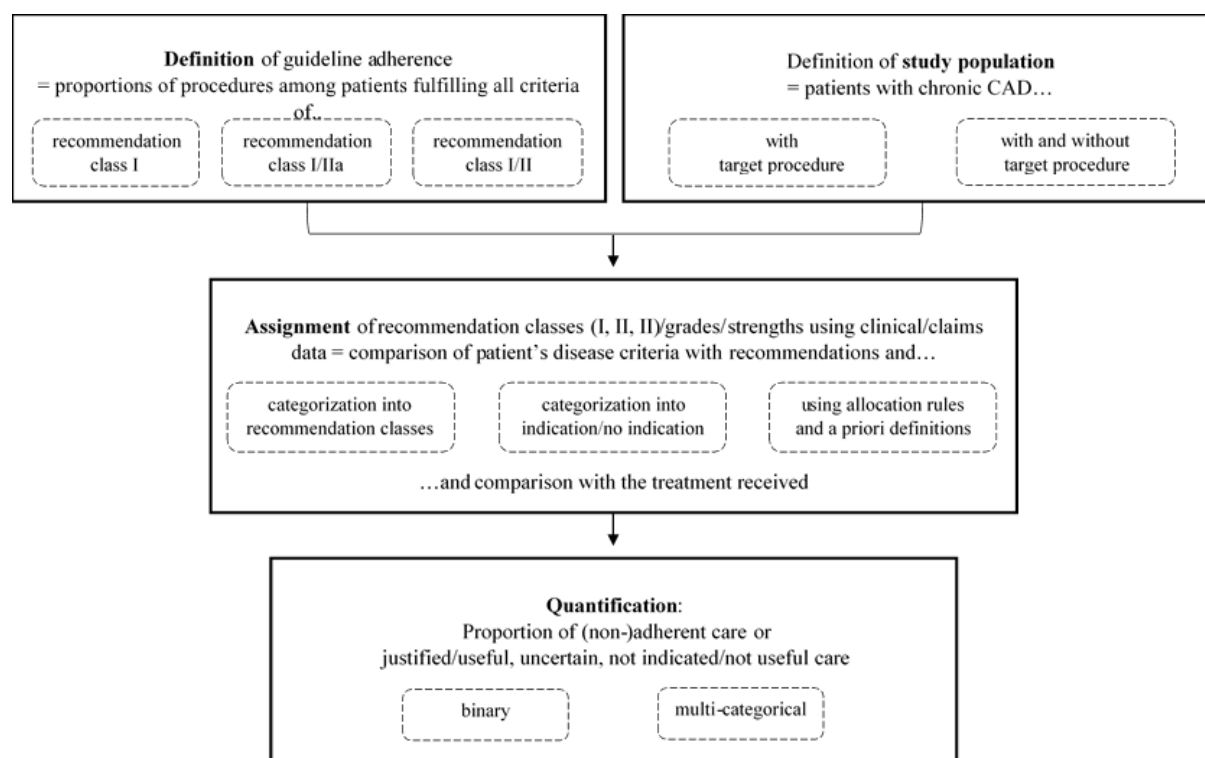 Definition of guideline adherence
= proportions of procedures among patients fulfilling all criteria
of..
recommendation
class I
recommendation
class I/IIa
recommendation
class I/II
Definition of study population
= patients with chronic CAD…
with
target procedure
with and without
target procedure
Assignment of recommendation classes (I, II, II)/grades/strengths using clinical/claims
data = comparison of patient’s disease criteria with recommendations and…
categorization into
recommendation classes
categorization into
indication/no indication
using allocation rules
and a priori definitions
…and comparison with the treatment received
Quantification:
Proportion of (non-)adherent care or
justified/useful, uncertain, not indicated/not useful care
binary
multi-categorical